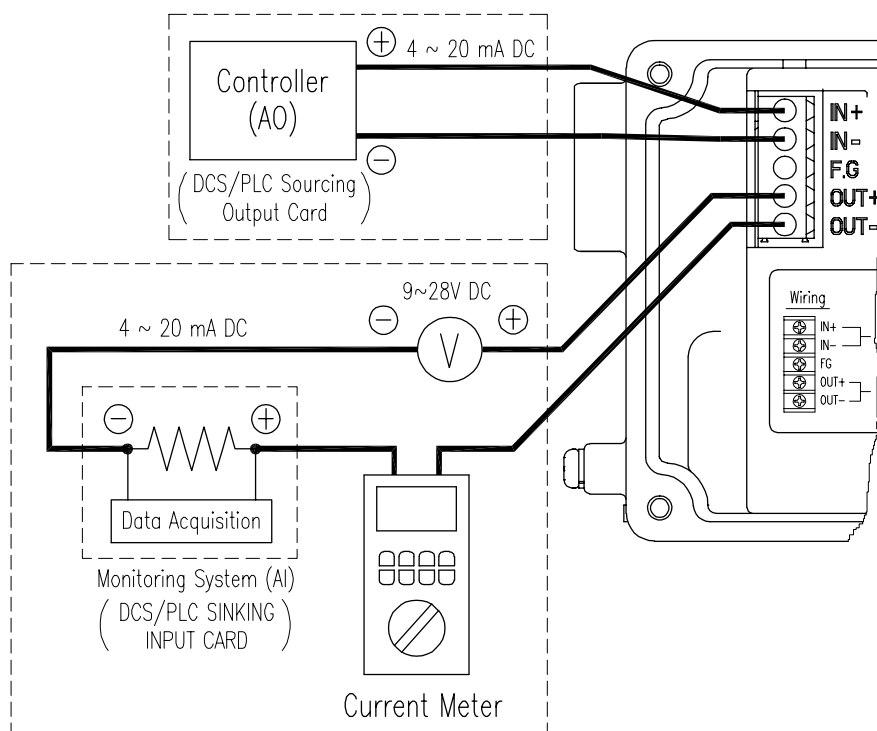 Controller
(AO)
+
4 ~ 20 mA DC
−
( DCS/PLC Sourcing
Output Card )
IN+
IN-
F.G
OUT+
OUT-
Wiring
IN+
IN-
FG
OUT+
OUT-
9~28V DC
−
V
+
4 ~ 20 mA DC
−
+
Data Acquisition
Monitoring System (AI)
( DCS/PLC SINKING
INPUT CARD )
Current Meter